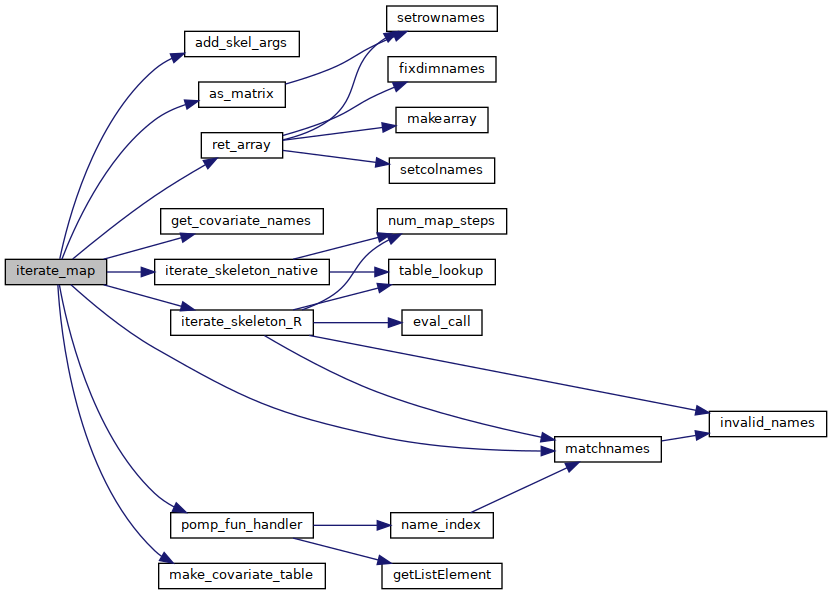 setrownames
add_skel_args
fixdimnames
as_matrix
makearray
ret_array
setcolnames
get_covariate_names
num_map_steps
iterate_map
iterate_skeleton_native
table_lookup
iterate_skeleton_R
eval_call
invalid_names
matchnames
pomp_fun_handler
name_index
make_covariate_table
getListElement